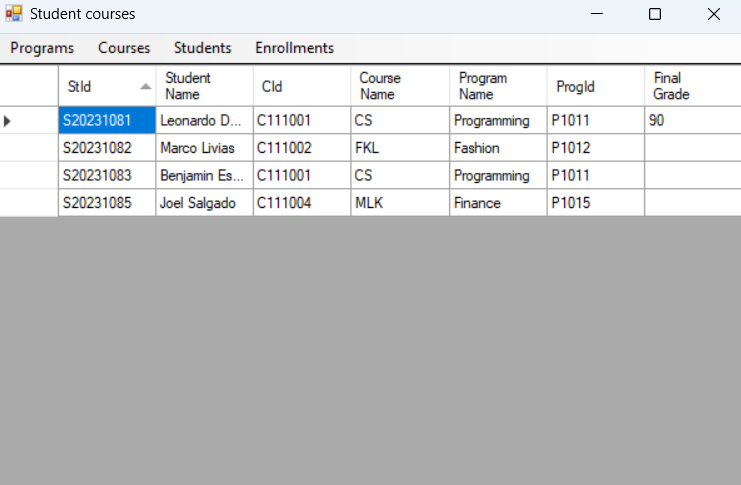 Student courses
Programs Courses Students Enrollments
StId Student Name CId Course Name Program Name ProgId Final Grade
S20231081 Leonardo D... C111001 CS Programming P1011 90
S20231082 Marco Livias C111002 FKL Fashion P1012
S20231083 Benjamin Es... C111001 CS Programming P1011
S20231085 Joel Salgado C111004 MLK Finance P1015